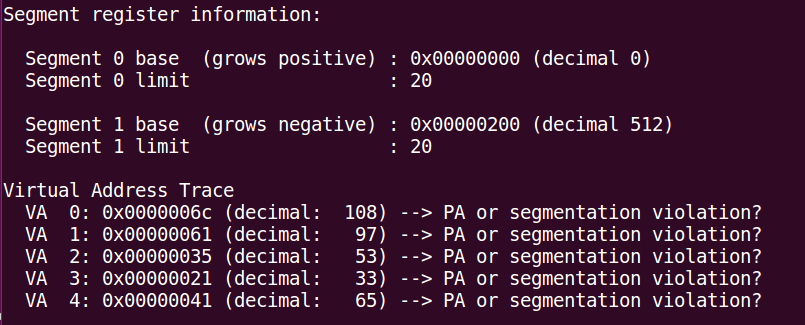 Segment register information:
Segment 0 base  (grows positive) : 0x00000000 (decimal 0)
Segment 0 limit                  : 20
Segment 1 base  (grows negative) : 0x00000200 (decimal 512)
Segment 1 limit                  : 20
Virtual Address Trace
VA  0: 0x0000006c (decimal:  108) --> PA or segmentation violation?
VA  1: 0x00000061 (decimal:   97) --> PA or segmentation violation?
VA  2: 0x00000035 (decimal:   53) --> PA or segmentation violation?
VA  3: 0x00000021 (decimal:   33) --> PA or segmentation violation?
VA  4: 0x00000041 (decimal:   65) --> PA or segmentation violation?